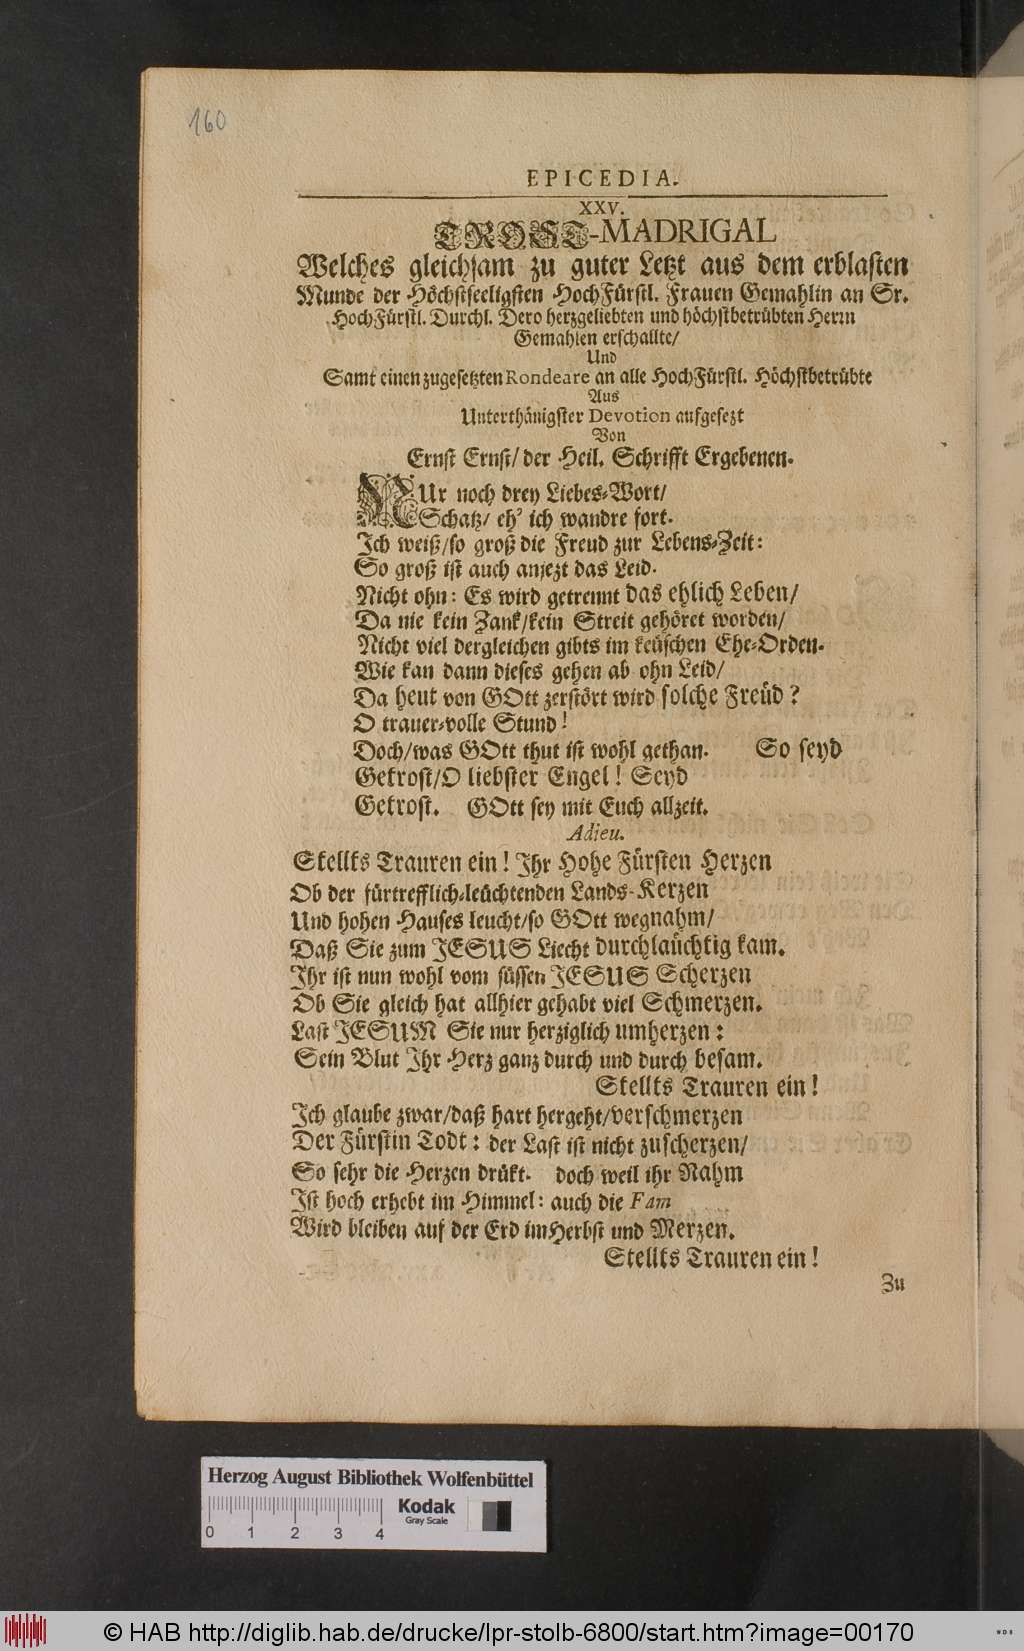 160
EPICEDIA.
XXV.
TROST-MADRIGAL
Welches gleichsam zu guter Letzt aus dem erblasten
Munde der Höchstseeligsten HochFürstl. Frauen Gemahlin an Sr.
HochFürstl. Durchl. Dero herzgeliebten und höchstbetrübten Herrn
Gemahlen erschallte/
Und
Samt einen zugesetzten Rondeare an alle HochFürstl. Höchstbetrübte
Aus
Unterthänigster Devotion aufgesezt
Von
Ernst Ernst/ der Heil. Schrifft Ergebenen.
NUr noch drey Liebes-Wort/
Schatz/ eh' ich wandre fort.
Ich weiß/so groß die Freud zur Lebens-Zeit:
So groß ist auch anjezt das Leid.
Nicht ohn: Es wird getrennt das ehlich Leben/
Da nie kein Zank/kein Streit gehöret worden/
Nicht viel dergleichen gibts im keüschen Ehe-Orden.
Wie kan dann dieses gehen ab ohn Leid/
Da heut von GOtt zerstört wird solche Freüd?
O trauer-volle Stund!
Doch/was GOtt thut ist wohl gethan. So seyd
Getrost/O liebster Engel! Seyd
Getrost. GOtt sey mit Euch allzeit.
Adieu.
Stellts Trauren ein! Ihr Hohe Fürsten Herzen
Ob der fürtrefflich-leüchtenden Lands-Kerzen
Und hohen Hauses leucht/so GOtt wegnahm/
Daß Sie zum JESUS Liecht durchlaüchtig kam.
Ihr ist nun wohl vom süssen JESUS Scherzen
Ob Sie gleich hat allhier gehabt viel Schmerzen.
Last JESUM Sie nur herziglich umherzen:
Sein Blut Ihr Herz ganz durch und durch besam.
Stellts Trauren ein!
Ich glaube zwar/daß hart hergeht/verschmerzen
Der Fürstin Todt: der Last ist nicht zuscherzen/
So sehr die Herzen drükt. doch weil ihr Nahm
Ist hoch erhebt im Himmel: auch die Fam
Wird bleiben auf der Erd im Herbst und Merzen.
Stellts Trauren ein!
Zu
Herzog August Bibliothek Wolfenbüttel
0 1 2 3 4
Kodak
Gray Scale
© HAB http://diglib.hab.de/drucke/lpr-stolb-6800/start.htm?image=00170
WDB